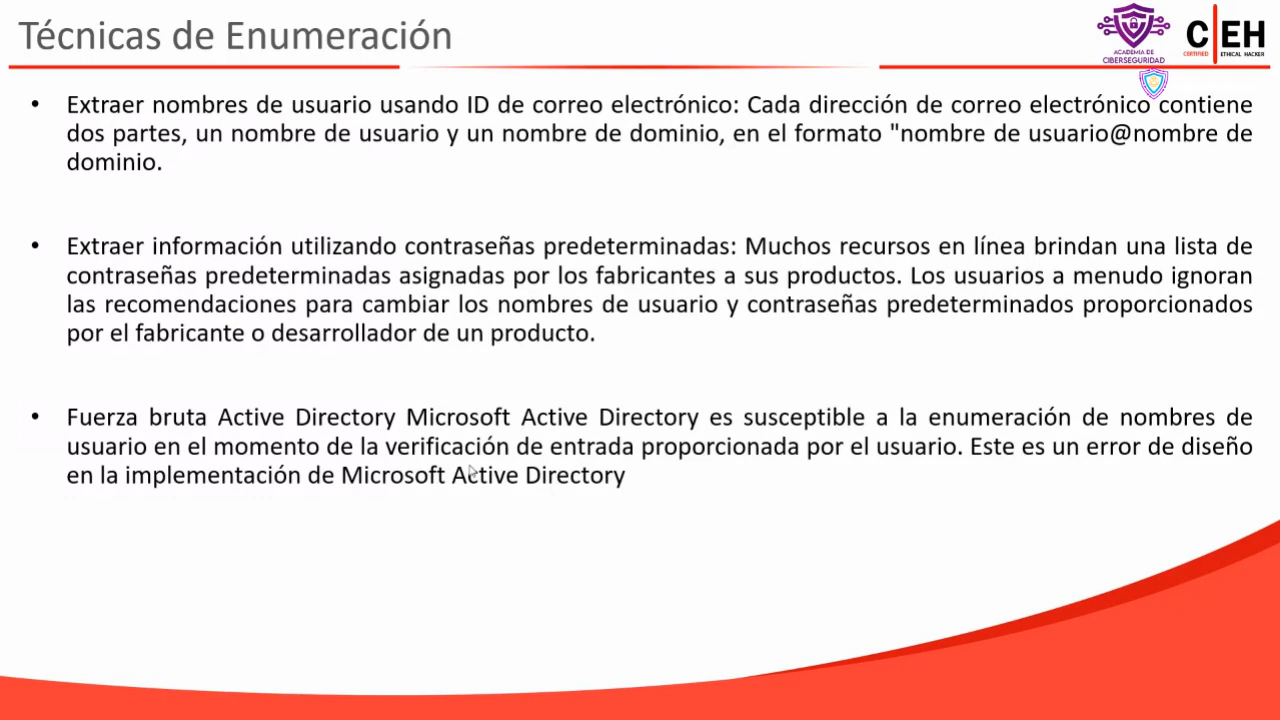 Técnicas de Enumeración
ACADEMIA DE
CIBERSEGURIDAD
C|EH
CERTIFIED ETHICAL HACKER
• Extraer nombres de usuario usando ID de correo electrónico: Cada dirección de correo electrónico contiene
dos partes, un nombre de usuario y un nombre de dominio, en el formato "nombre de usuario@nombre de
dominio.
• Extraer información utilizando contraseñas predeterminadas: Muchos recursos en línea brindan una lista de
contraseñas predeterminadas asignadas por los fabricantes a sus productos. Los usuarios a menudo ignoran
las recomendaciones para cambiar los nombres de usuario y contraseñas predeterminados proporcionados
por el fabricante o desarrollador de un producto.
• Fuerza bruta Active Directory Microsoft Active Directory es susceptible a la enumeración de nombres de
usuario en el momento de la verificación de entrada proporcionada por el usuario. Este es un error de diseño
en la implementación de Microsoft Active Directory